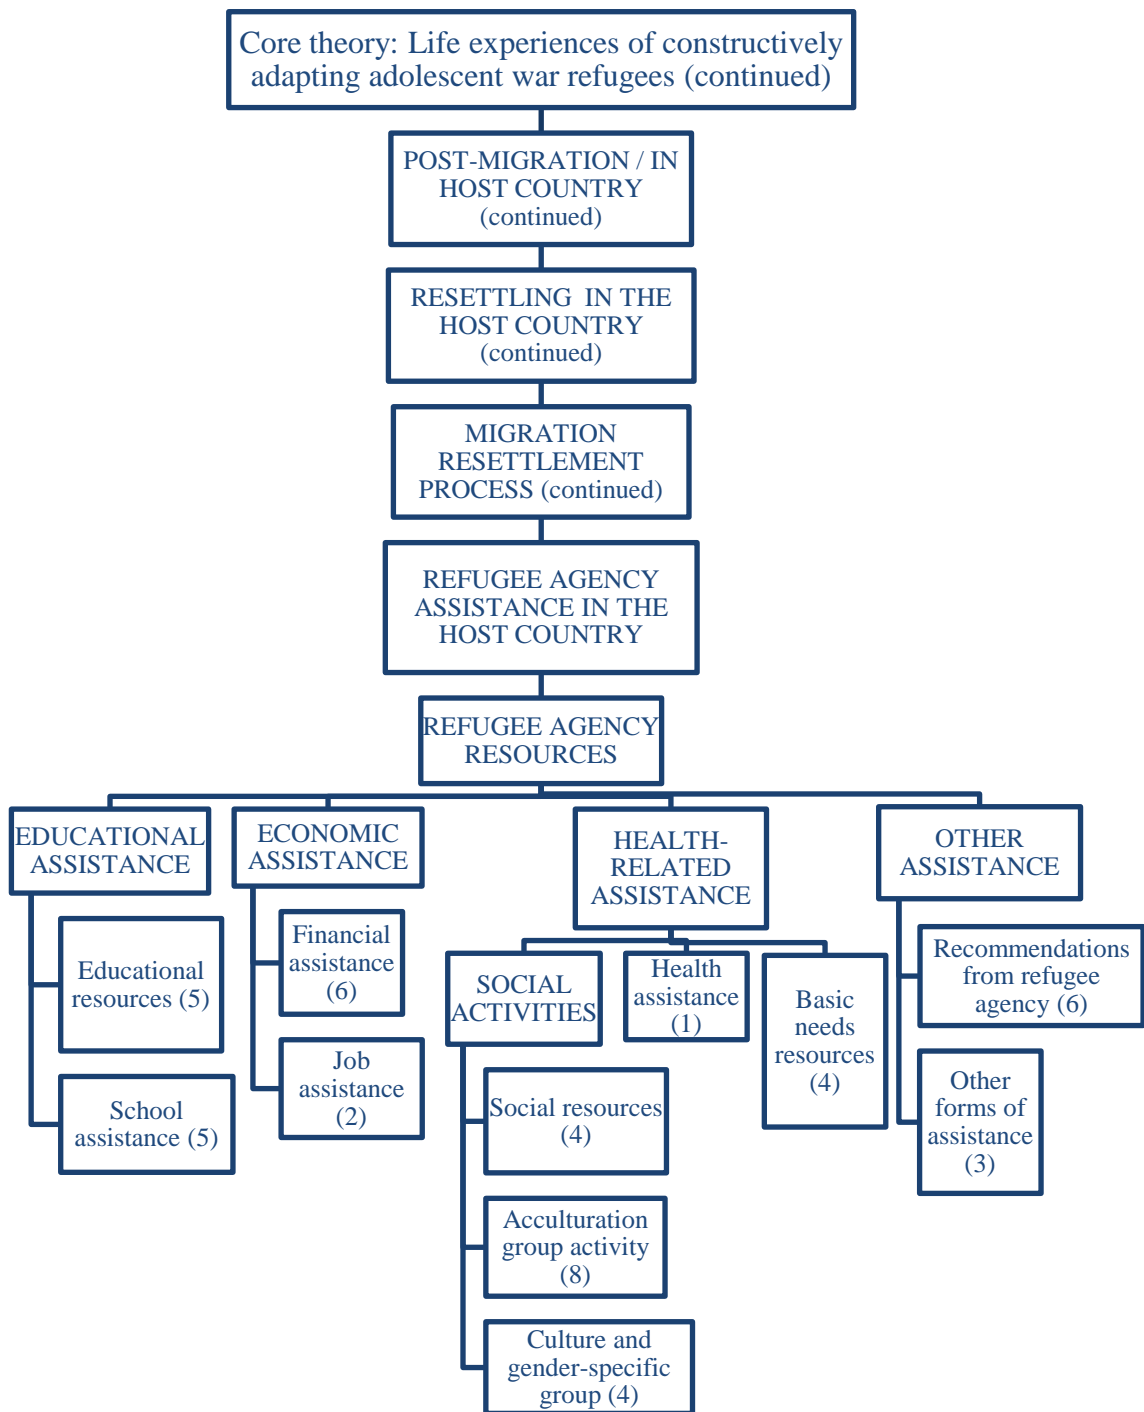 Core theory: Life experiences of constructively
adapting adolescent war refugees (continued)
POST-MIGRATION / IN
HOST COUNTRY
(continued)
RESETTLING IN THE
HOST COUNTRY
(continued)
MIGRATION
RESETTLEMENT
PROCESS (continued)
REFUGEE AGENCY
ASSISTANCE IN THE
HOST COUNTRY
REFUGEE AGENCY
RESOURCES
EDUCATIONAL
ASSISTANCE
Educational
resources (5)
School
assistance (5)
ECONOMIC
ASSISTANCE
Financial
assistance
(6)
Job
assistance
(2)
HEALTH-
RELATED
ASSISTANCE
SOCIAL
ACTIVITIES
Social resources
(4)
Acculturation
group activity
(8)
Culture and
gender-specific
group (4)
Health
assistance
(1)
Basic
needs
resources
(4)
OTHER
ASSISTANCE
Recommendations
from refugee
agency (6)
Other
forms of
assistance
(3)